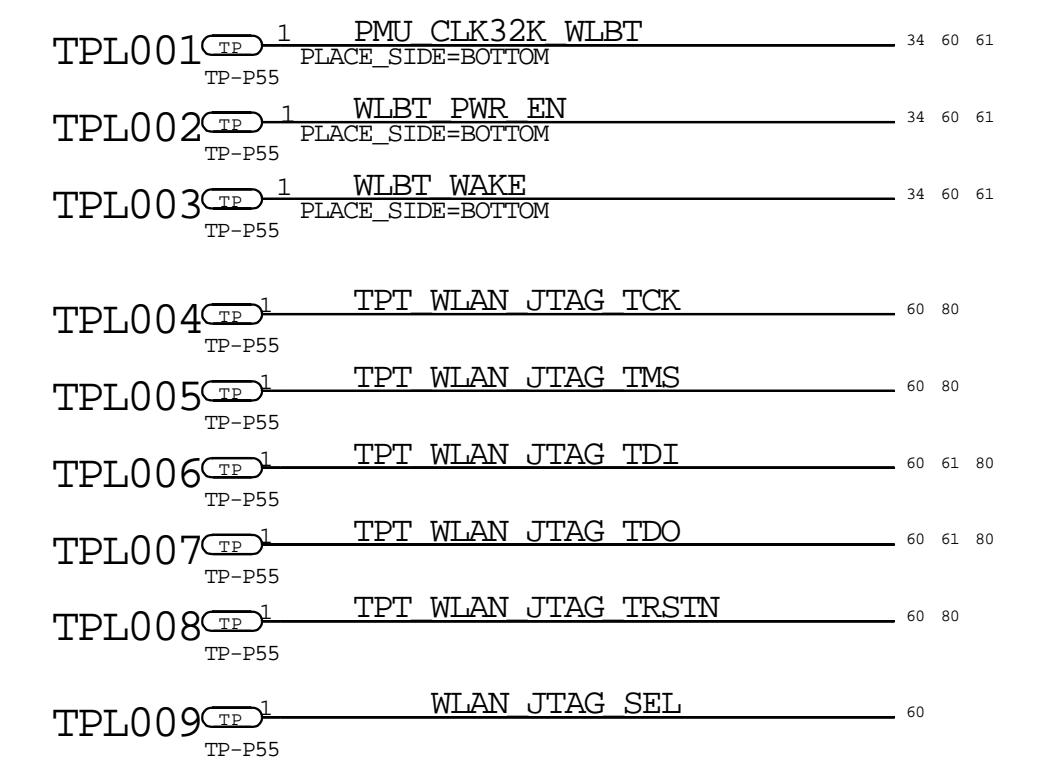 1 PMU_CLK32K_WLBT
TPL001 TP 34 60 61
PLACE_SIDE=BOTTOM
TP-P55
1 WLBT_PWR_EN
TPL002 TP 34 60 61
PLACE_SIDE=BOTTOM
TP-P55
1 WLBT_WAKE
TPL003 TP 34 60 61
PLACE_SIDE=BOTTOM
TP-P55
1 TPT_WLAN_JTAG_TCK
TPL004 TP 60 80
TP-P55
1 TPT_WLAN_JTAG_TMS
TPL005 TP 60 80
TP-P55
1 TPT_WLAN_JTAG_TDI
TPL006 TP 60 61 80
TP-P55
1 TPT_WLAN_JTAG_TDO
TPL007 TP 60 61 80
TP-P55
1 TPT_WLAN_JTAG_TRSTN
TPL008 TP 60 80
TP-P55
1 WLAN_JTAG_SEL
TPL009 TP 60
TP-P55